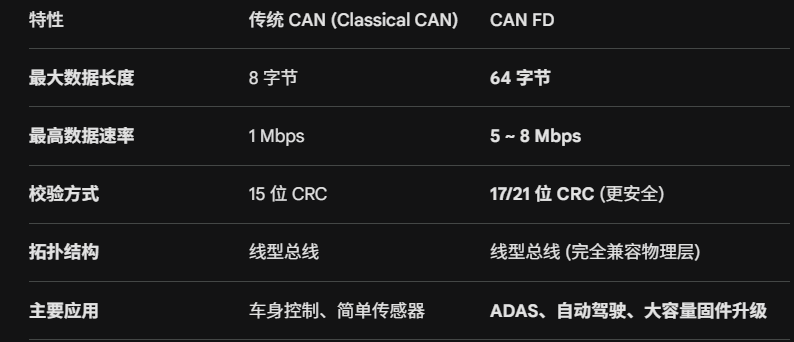 特性 传统 CAN (Classical CAN) CAN FD
最大数据长度 8 字节 64 字节
最高数据速率 1 Mbps 5 ~ 8 Mbps
校验方式 15 位 CRC 17/21 位 CRC (更安全)
拓扑结构 线型总线 线型总线 (完全兼容物理层)
主要应用 车身控制、简单传感器 ADAS、自动驾驶、大容量固件升级